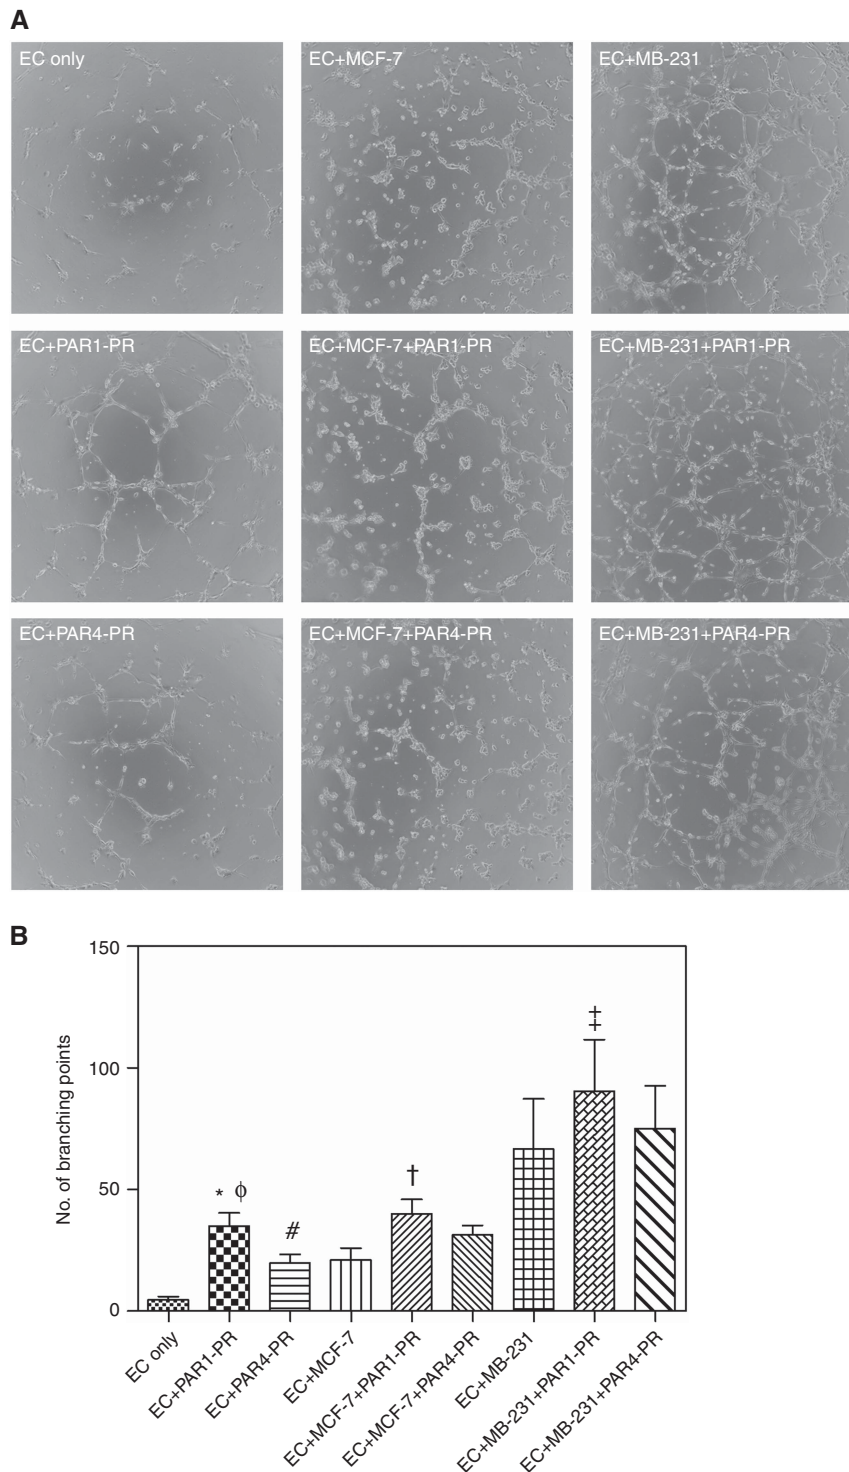 A
EC only
EC+MCF-7
EC+MB-231
EC+PAR1-PR
EC+MCF-7+PAR1-PR
EC+MB-231+PAR1-PR
EC+PAR4-PR
EC+MCF-7+PAR4-PR
EC+MB-231+PAR4-PR
B
No. of branching points
150
100
50
0
* ϕ
#
†
‡
EC only
EC+PAR1-PR
EC+PAR4-PR
EC+MCF-7
EC+MCF-7+PAR1-PR
EC+MCF-7+PAR4-PR
EC+MB-231
EC+MB-231+PAR1-PR
EC+MB-231+PAR4-PR